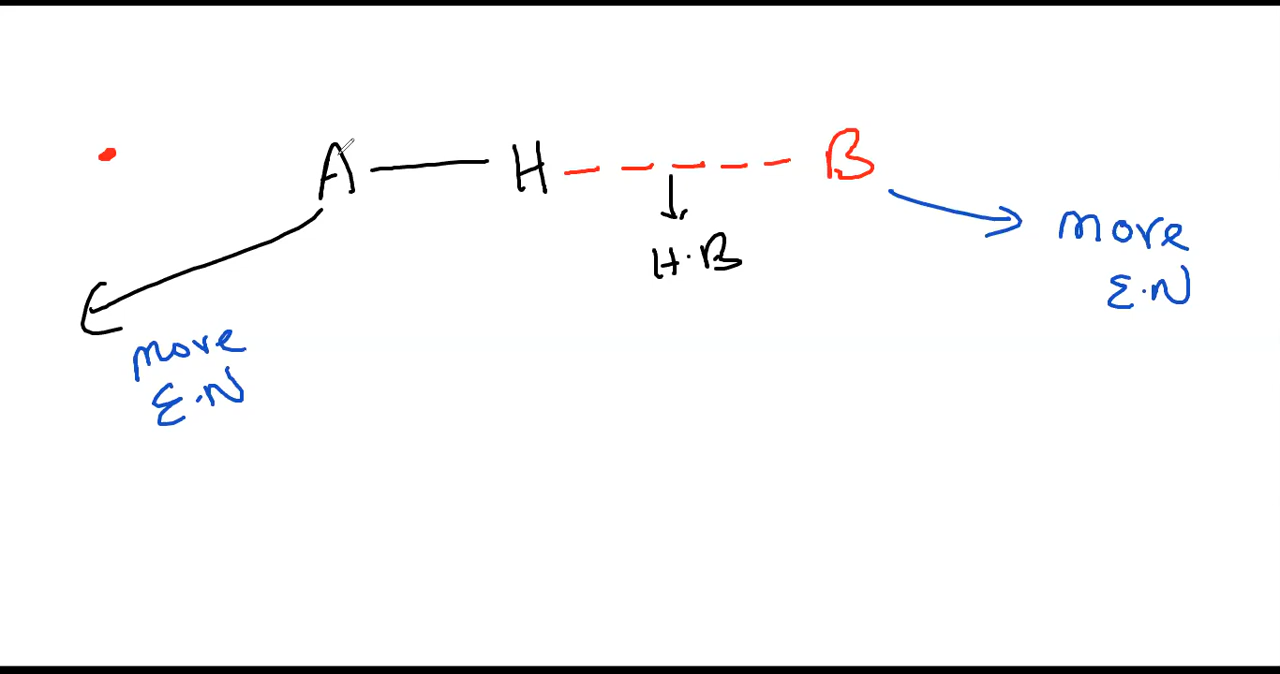 A — H - - - - - B
H.B
more
E.N
more
E.N